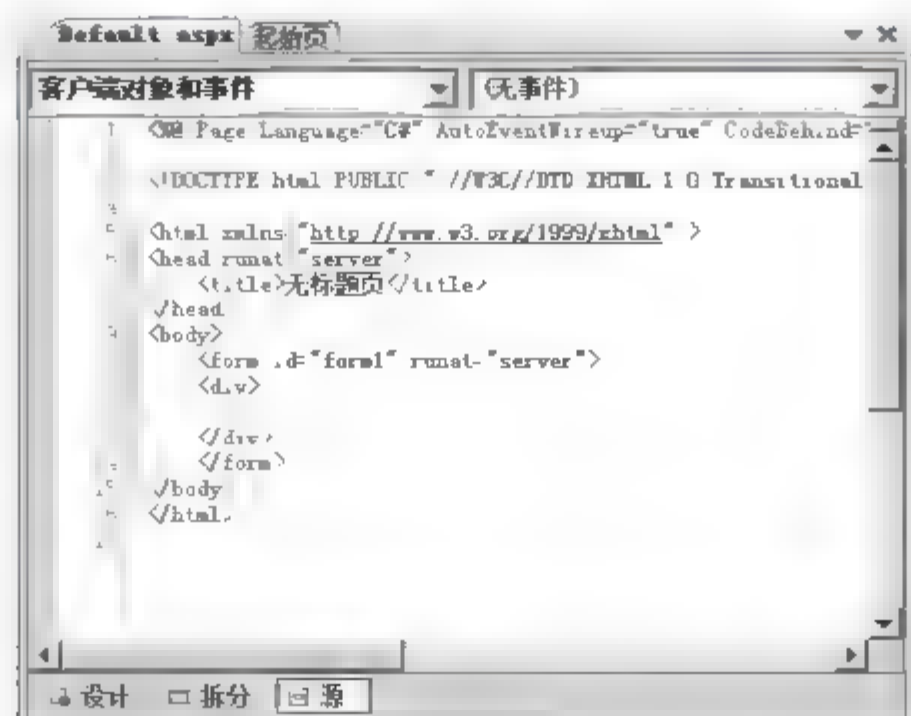 Default aspx 起始页
客户端对象和事件 (无事件)
<%@ Page Language="C#" AutoEventWireup="true" CodeBehind="
<!DOCTYPE html PUBLIC " //W3C//DTD XHTML 1 0 Transitional
<html xmlns "http //www.w3.org/1999/xhtml" >
<head runat "server">
<title>无标题页</title>
</head
<body>
<form id="form1" runat-"server">
<div>
</div>
</form>
</body
</html>
设计 拆分 源